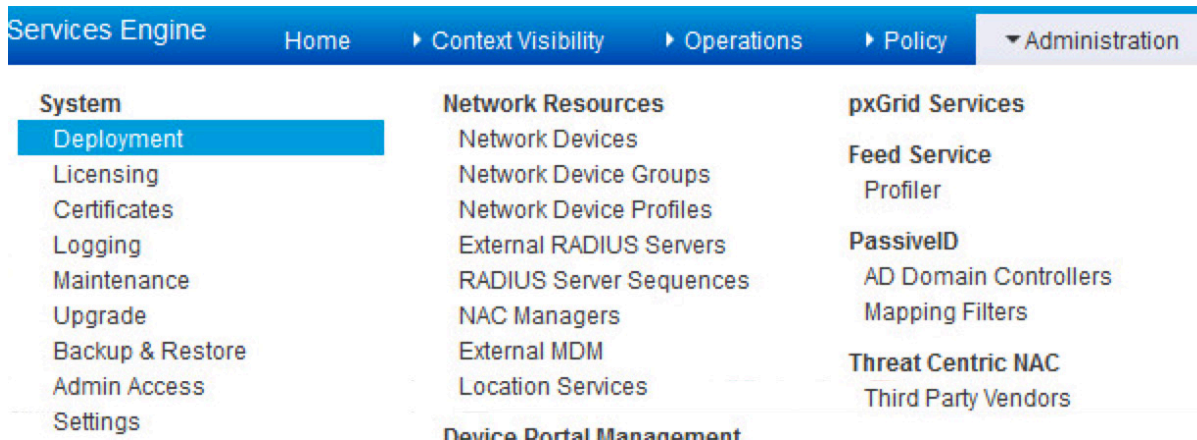 Services Engine
Home
Context Visibility
Operations
Policy
Administration
System
Deployment
Licensing
Certificates
Logging
Maintenance
Upgrade
Backup & Restore
Admin Access
Settings
Network Resources
Network Devices
Network Device Groups
Network Device Profiles
External RADIUS Servers
RADIUS Server Sequences
NAC Managers
External MDM
Location Services
Device Portal Management
pxGrid Services
Feed Service
Profiler
PassiveID
AD Domain Controllers
Mapping Filters
Threat Centric NAC
Third Party Vendors